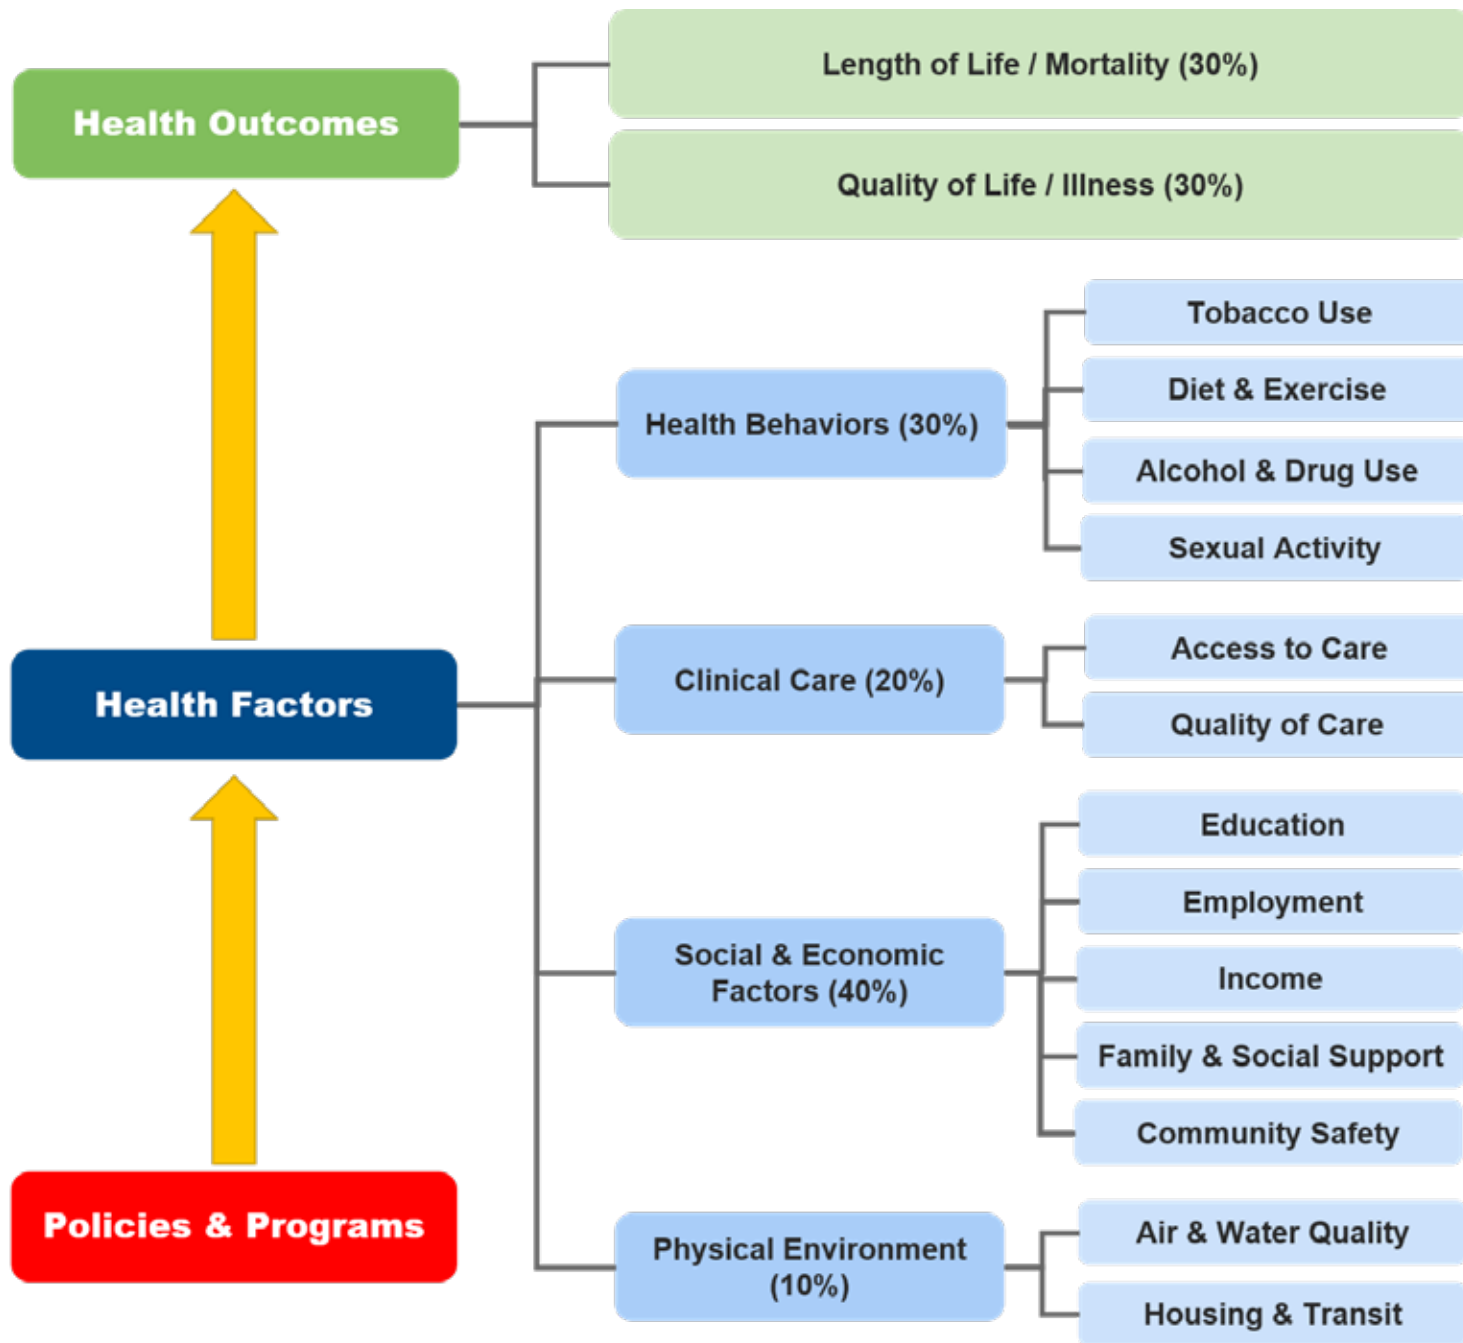 Health Outcomes
Length of Life / Mortality (30%)
Quality of Life / Illness (30%)
Health Factors
Health Behaviors (30%)
Tobacco Use
Diet & Exercise
Alcohol & Drug Use
Sexual Activity
Clinical Care (20%)
Access to Care
Quality of Care
Social & Economic
Factors (40%)
Education
Employment
Income
Family & Social Support
Community Safety
Physical Environment
(10%)
Air & Water Quality
Housing & Transit
Policies & Programs